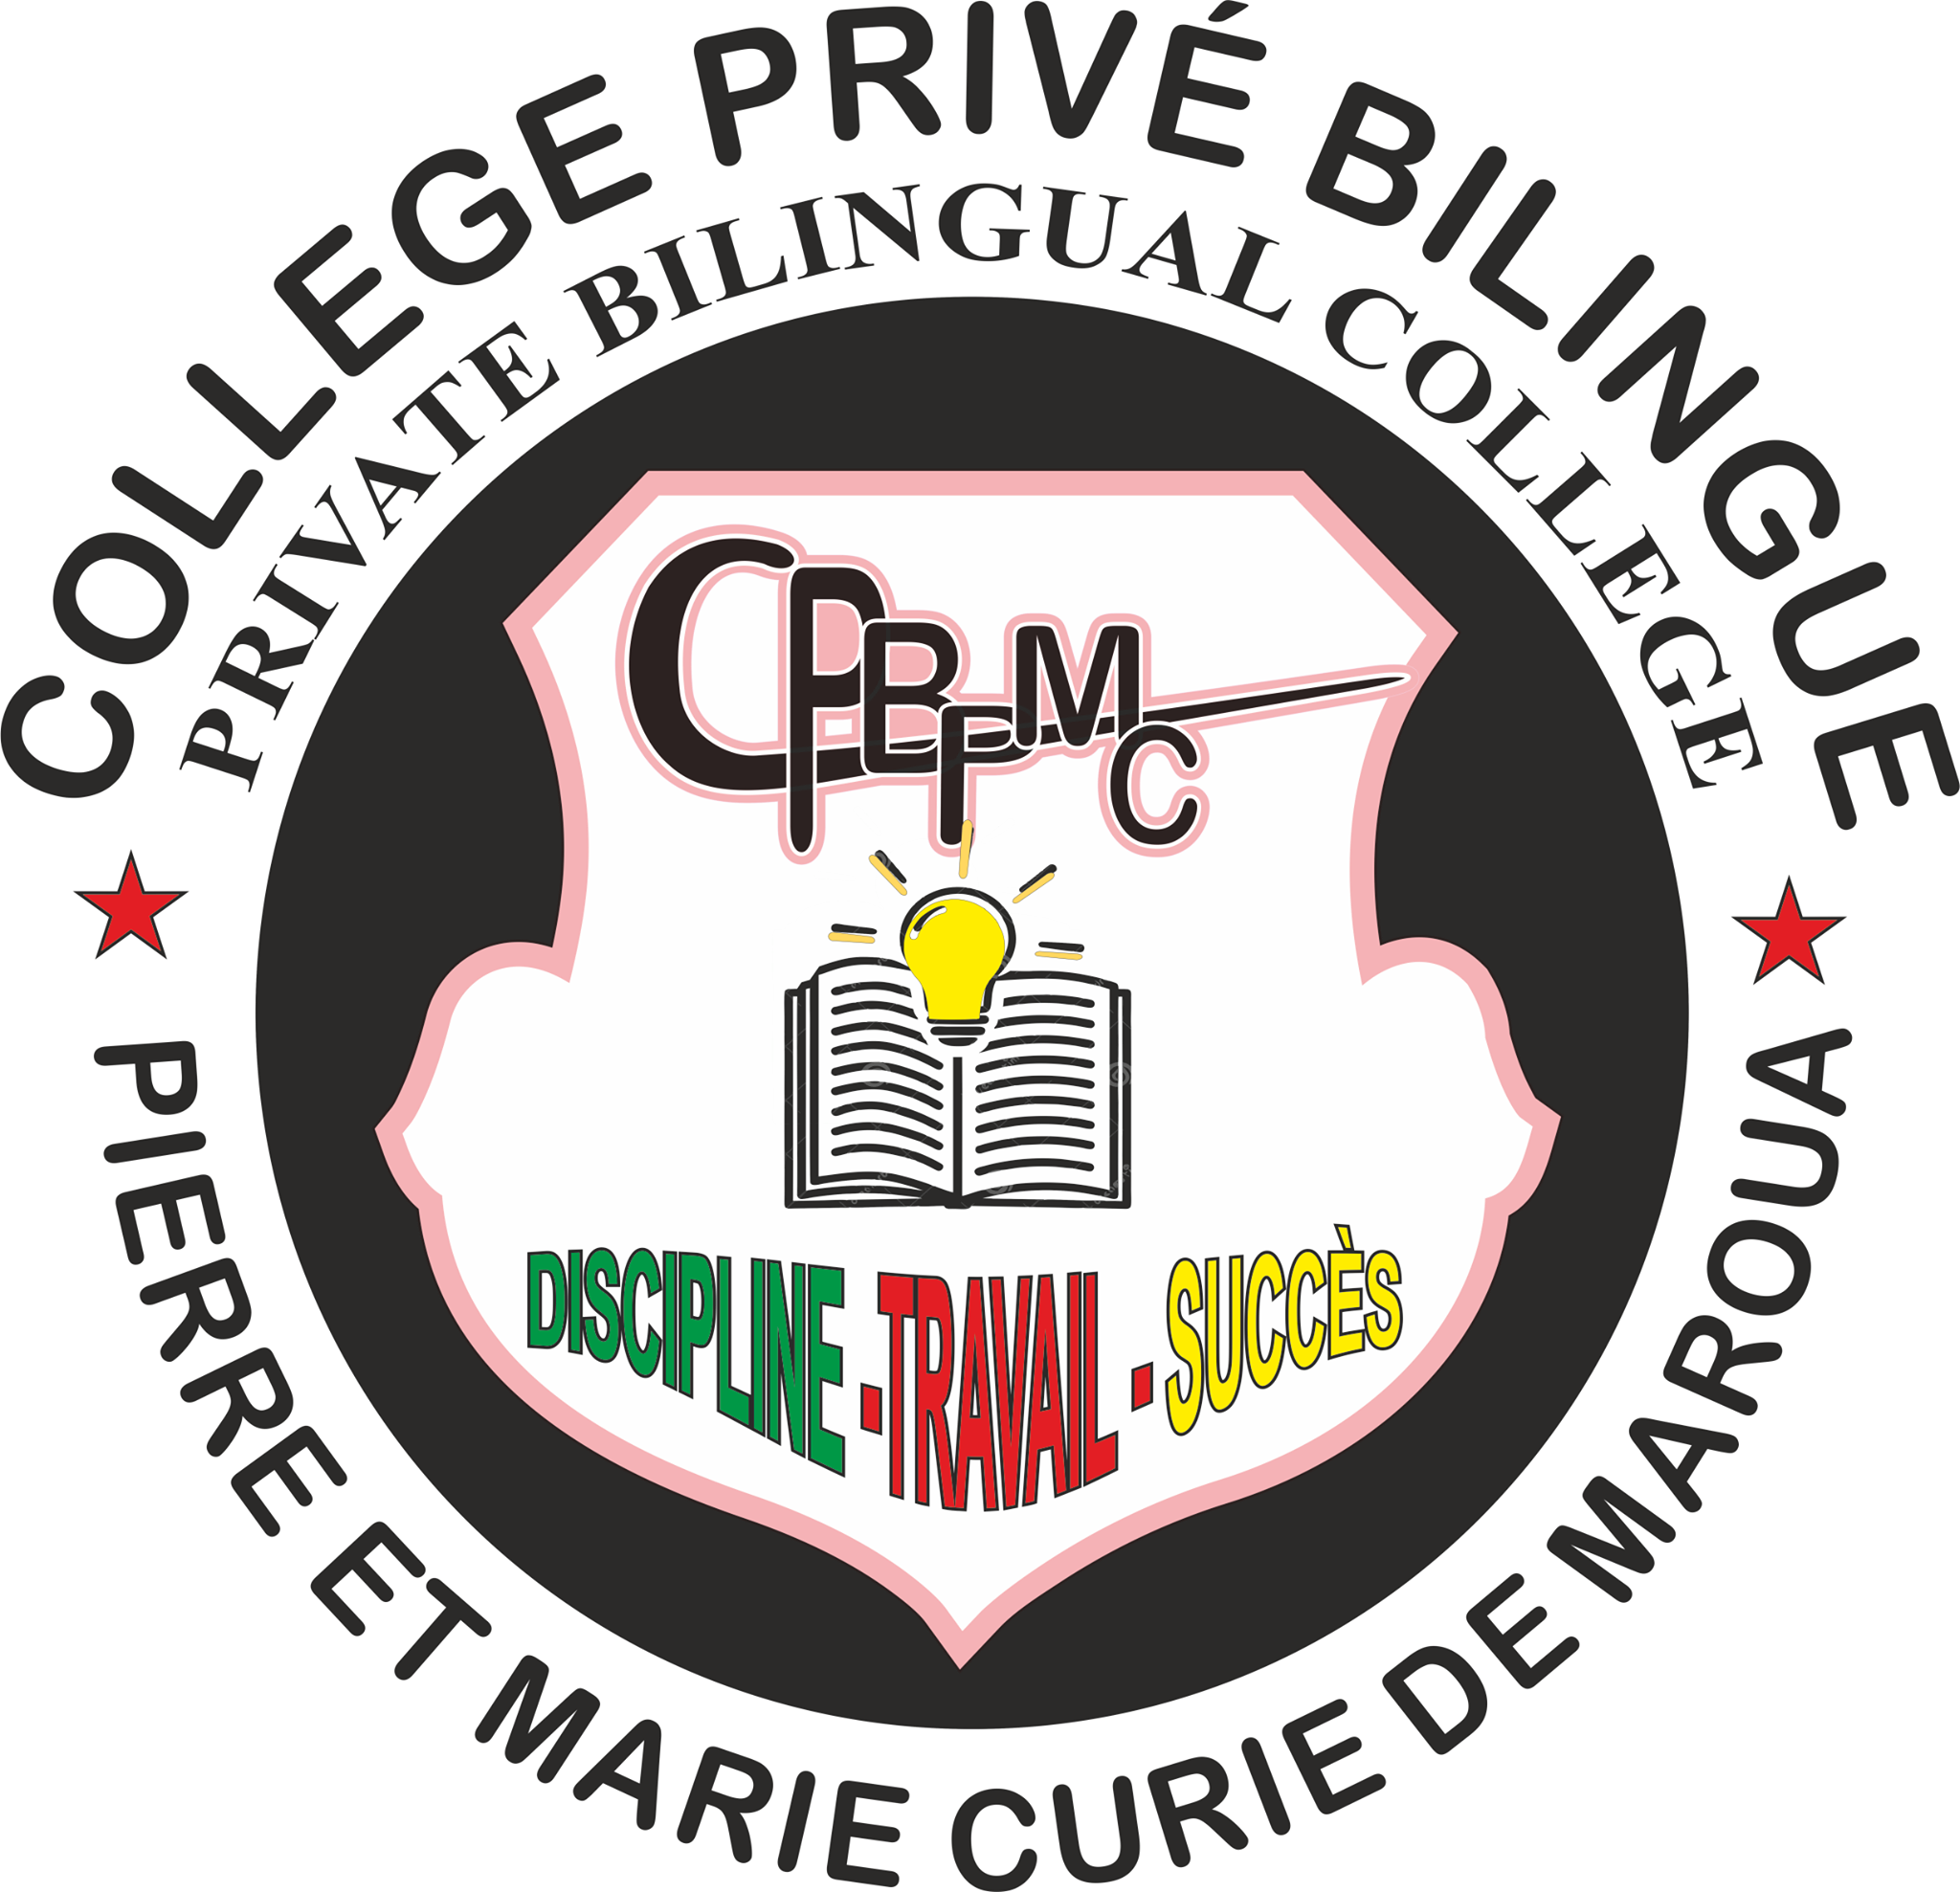 COLLEGE PRIVÉ BILINGUE
PRIVATE BILINGUAL COLLEGE
CPBPMC
DISCIPLINE - TRAVAIL - SUCCÈS
PIERRE ET MARIE CURIE DE MAROUA